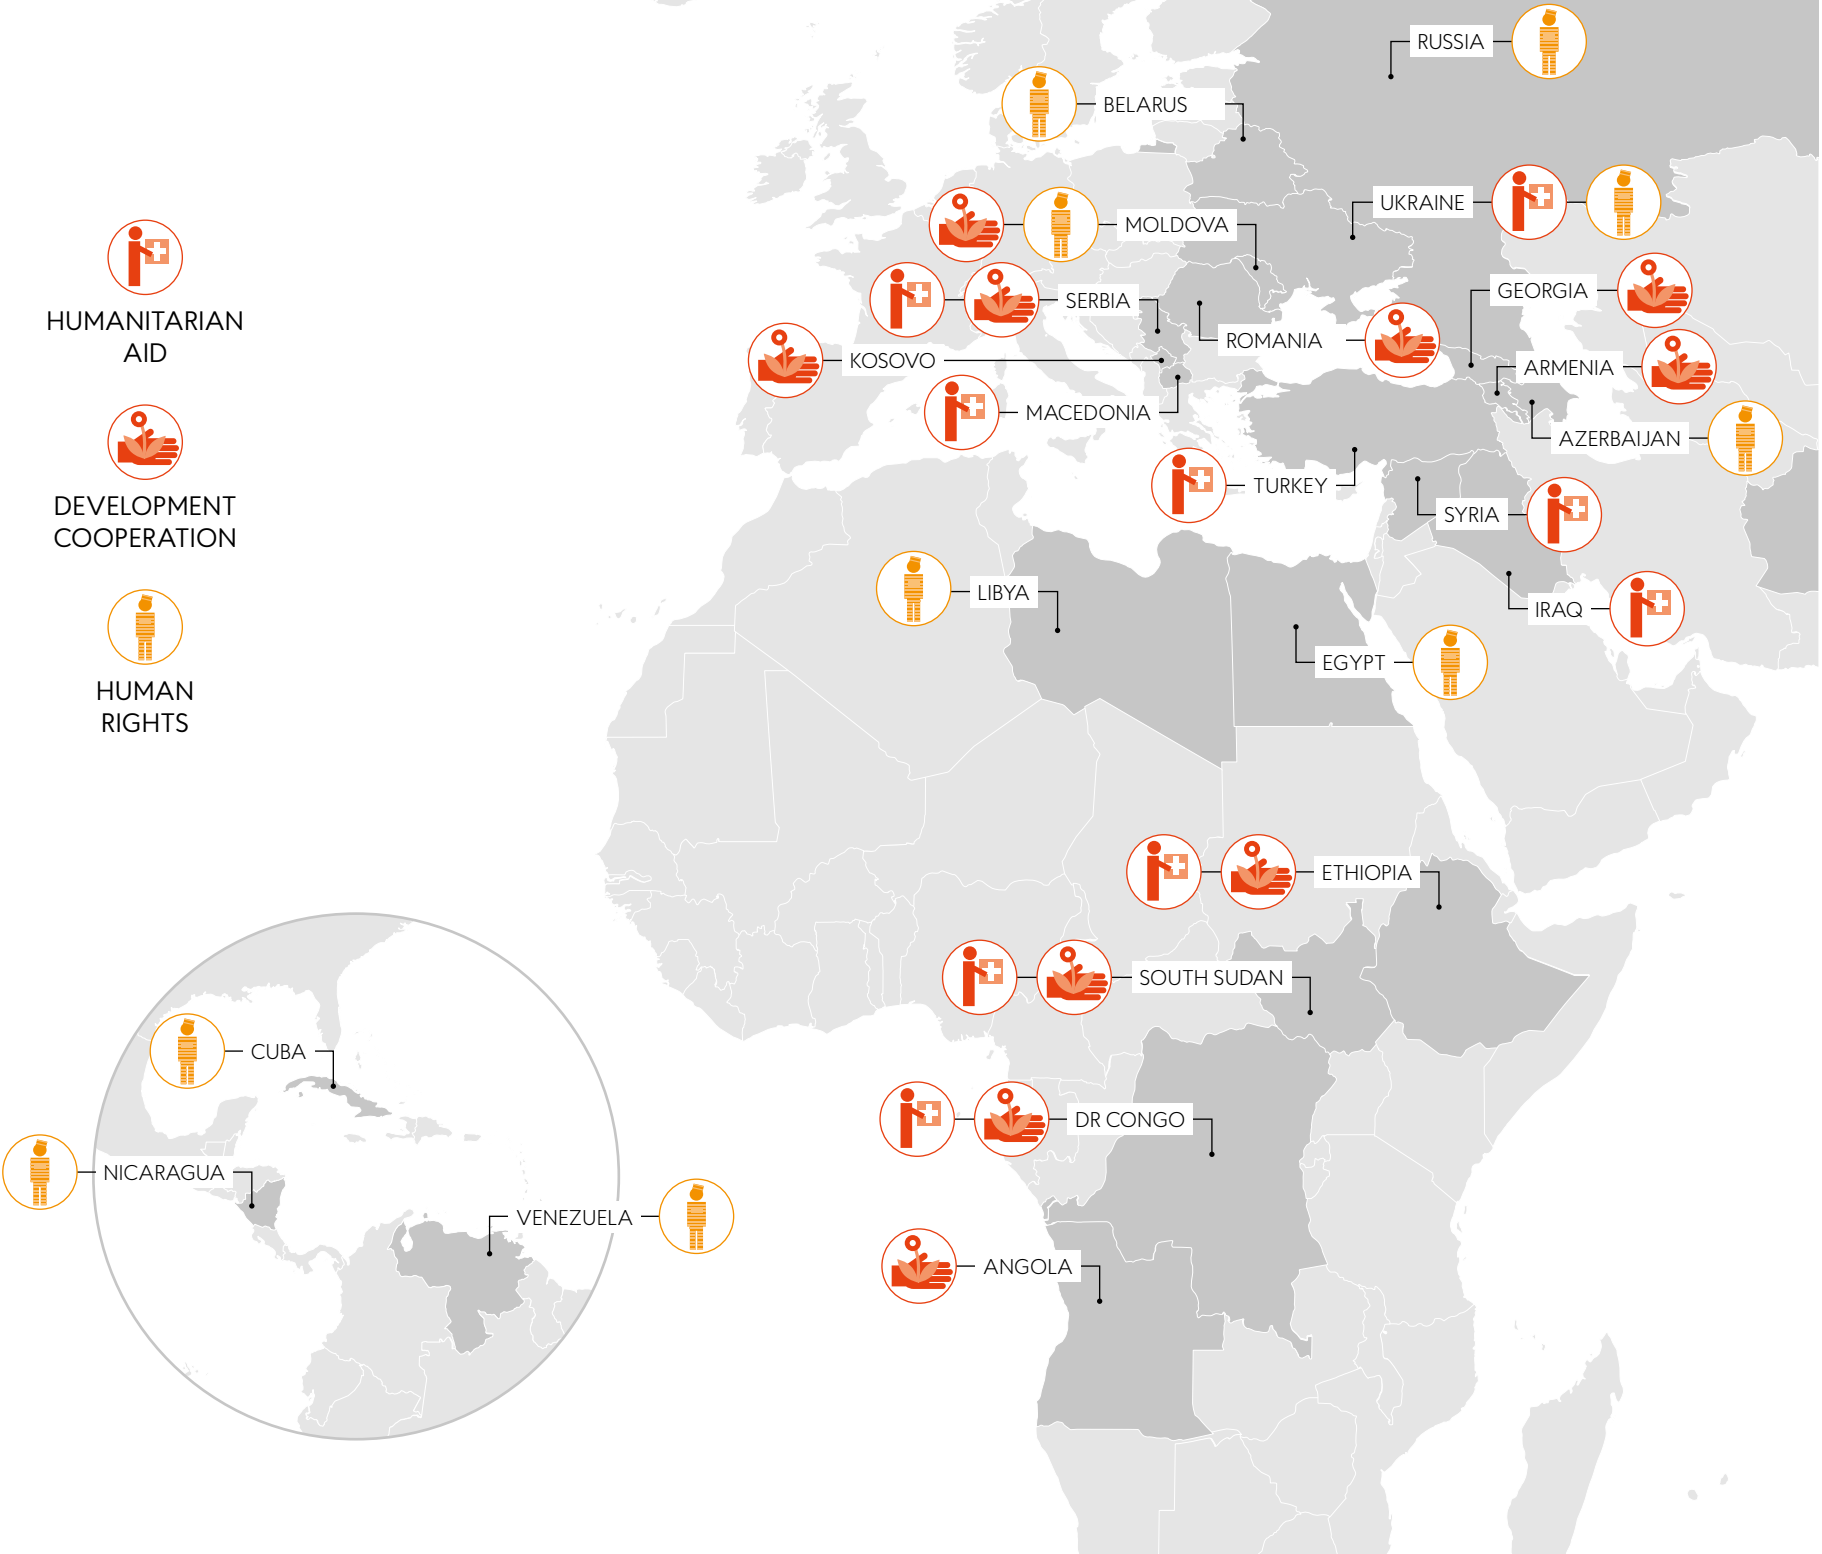 RUSSIA
BELARUS
UKRAINE
MOLDOVA
GEORGIA
SERBIA
ROMANIA
KOSOVO
ARMENIA
MACEDONIA
AZERBAIJAN
TURKEY
SYRIA
LIBYA
IRAQ
EGYPT
HUMANITARIAN
AID
DEVELOPMENT
COOPERATION
HUMAN
RIGHTS
ETHIOPIA
SOUTH SUDAN
CUBA
DR CONGO
NICARAGUA
VENEZUELA
ANGOLA